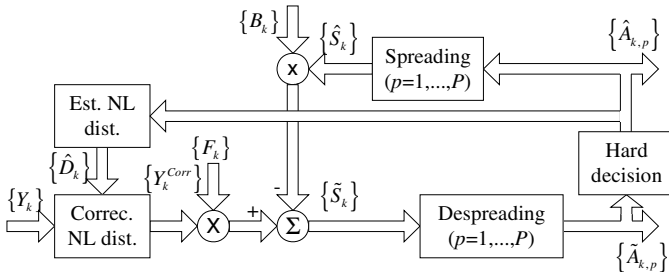 {B_k}
{Ŝ_k}
{Â_{k,p}}
Spreading
(p=1,...,P)
x
Est. NL
dist.
{D̂_k}
{F_k}
{Y_k^{Corr}}
Hard
decision
{Y_k}
-
{S̃_k}
Correc.
NL dist.
X
+
Σ
Despreading
(p=1,...,P)
{Ã_{k,p}}